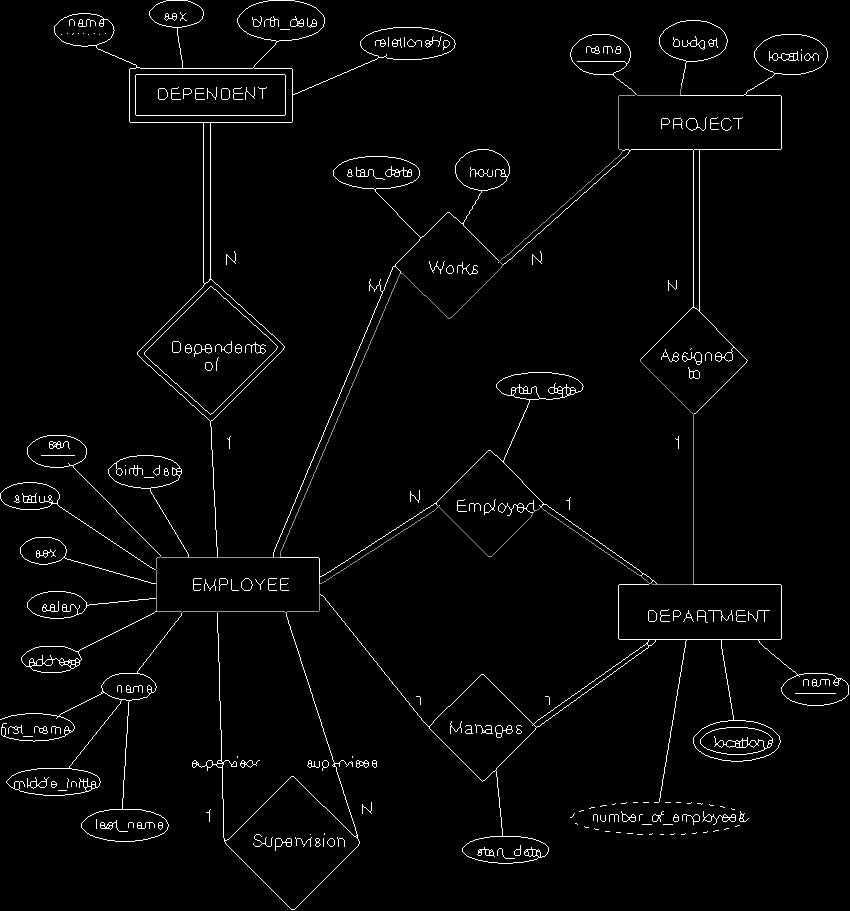 name
sex
birth_date
relationship
DEPENDENT
name
budget
location
PROJECT
start_date
hours
Works
M
N
N
N
Dependents
of
Assigned
to
1
1
start_date
ssn
birth_date
status
sex
salary
address
EMPLOYEE
N
Employed
1
DEPARTMENT
name
first_name
middle_initial
last_name
supervisor
supervisee
1
N
Supervision
1
1
Manages
start_date
name
locations
number_of_employees